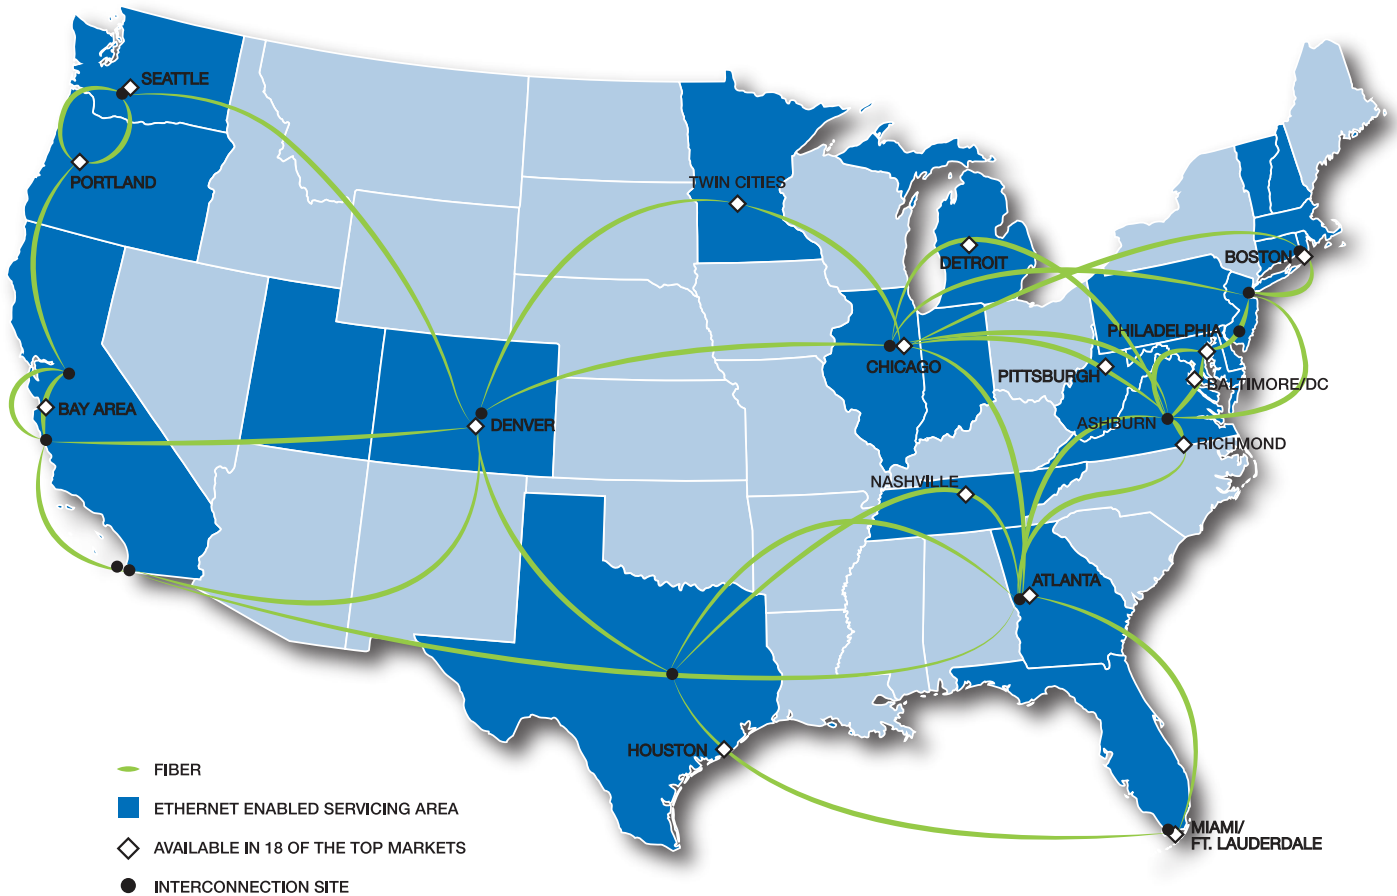 SEATTLE
PORTLAND
TWIN CITIES
DETROIT
BOSTON
PHILADELPHIA
CHICAGO
PITTSBURGH
BALTIMORE/DC
BAY AREA
DENVER
ASHBURN
RICHMOND
NASHVILLE
ATLANTA
HOUSTON
MIAMI/
FT. LAUDERDALE
FIBER
ETHERNET ENABLED SERVICING AREA
AVAILABLE IN 18 OF THE TOP MARKETS
INTERCONNECTION SITE